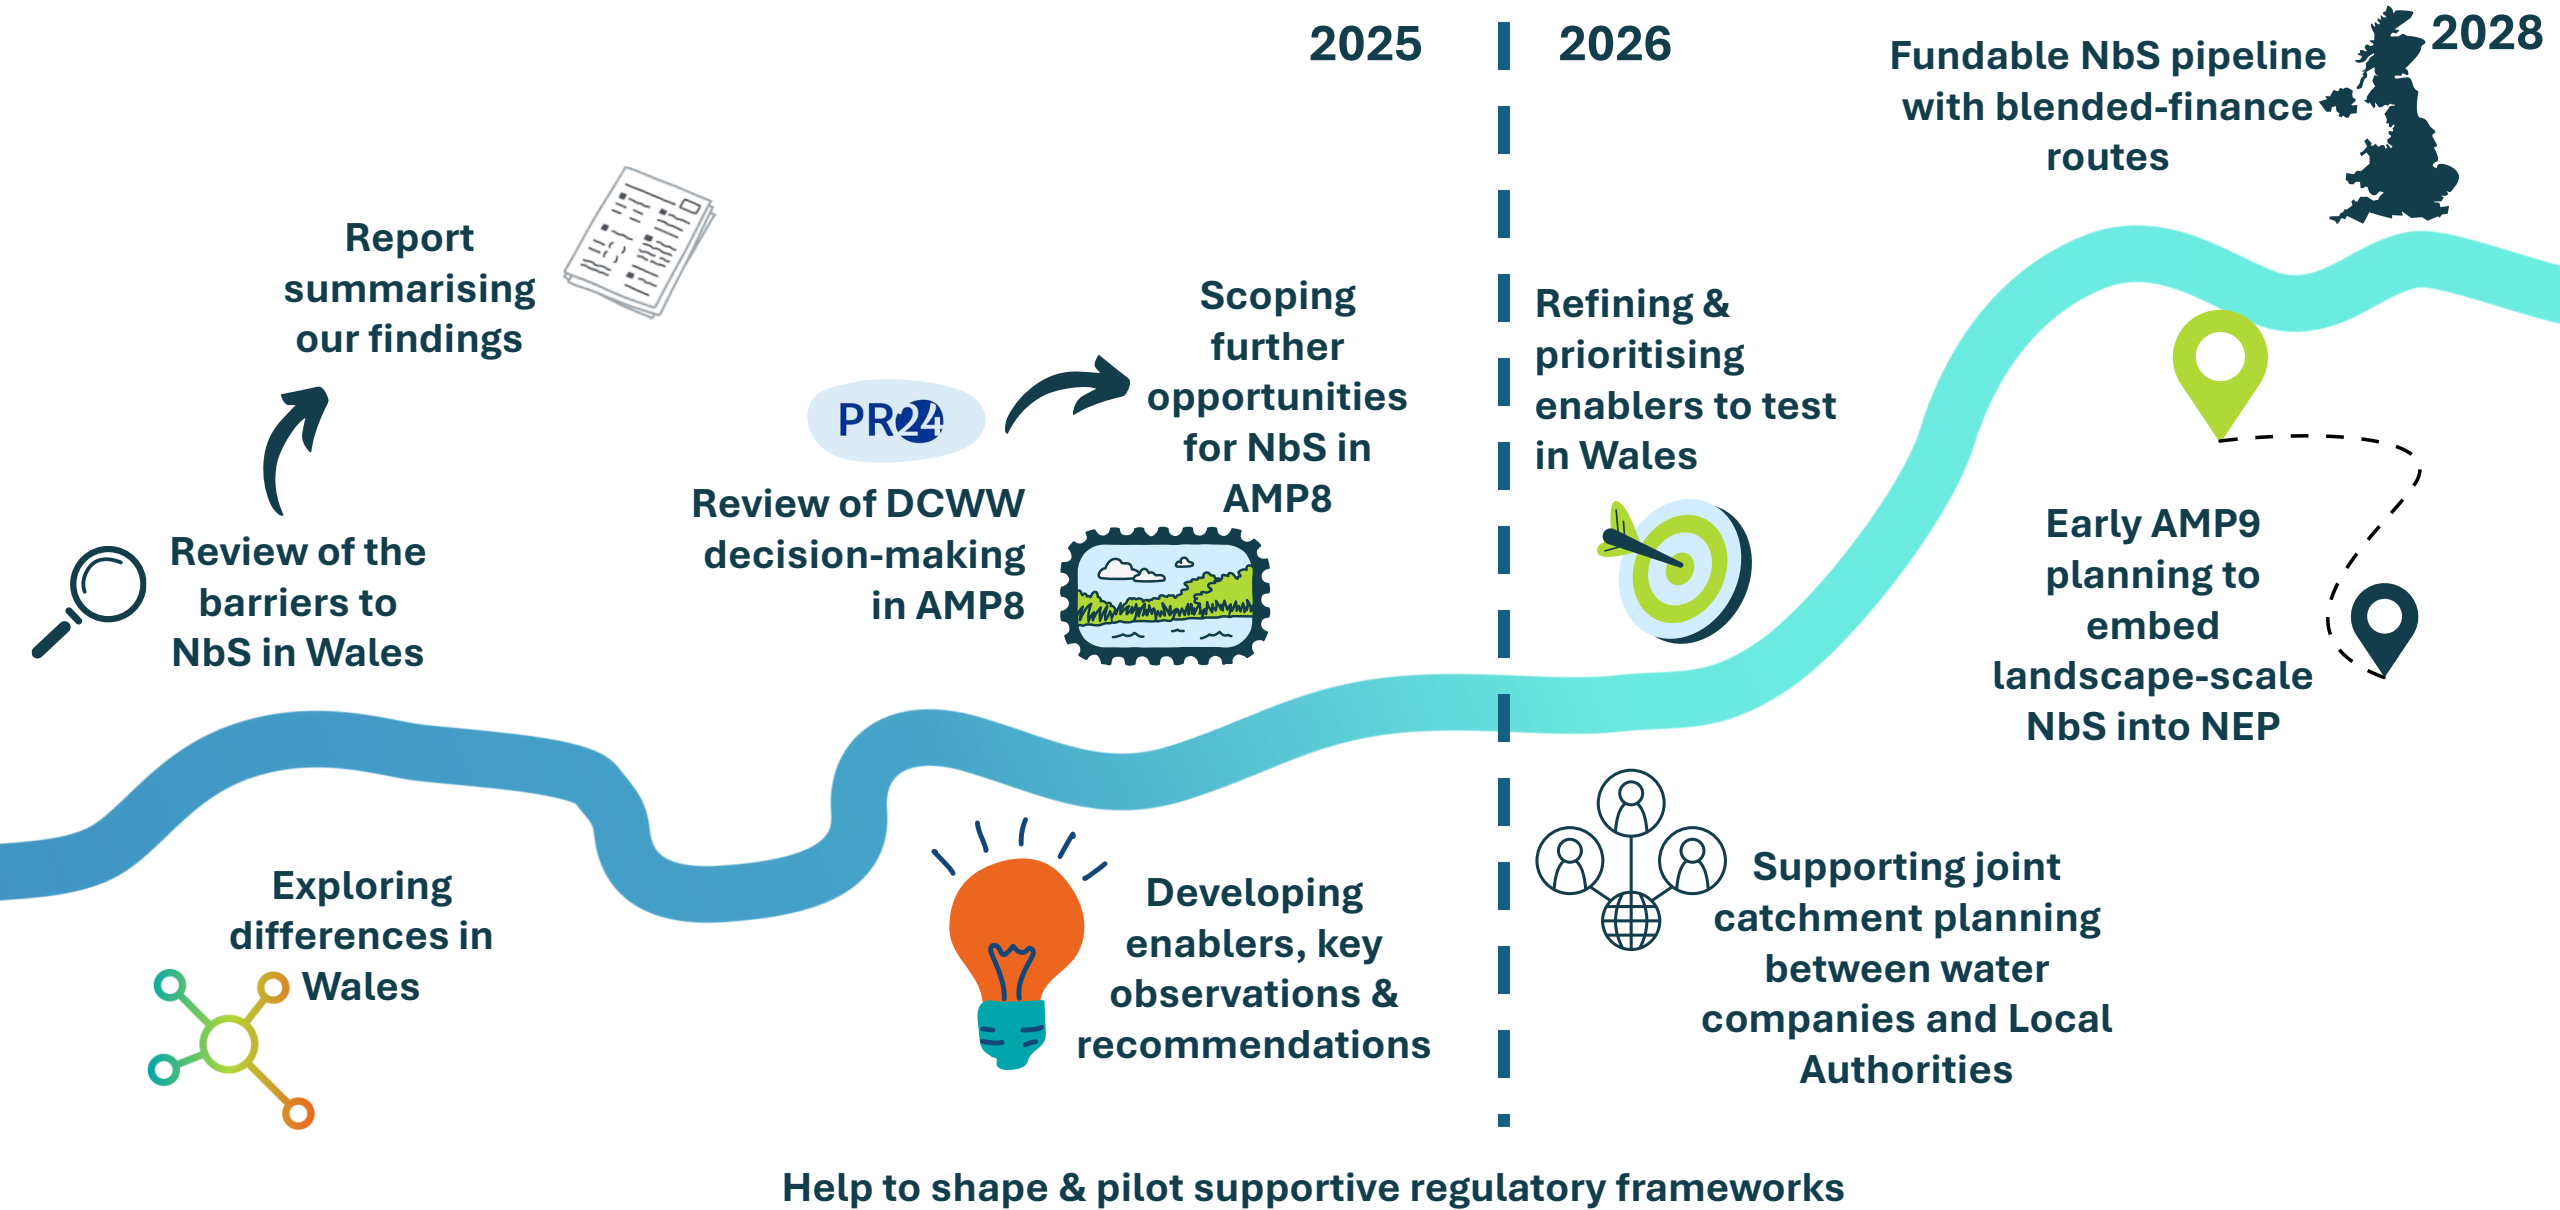 2025
2026
2028
Fundable NbS pipeline
with blended-finance
routes
Report
summarising
our findings
Scoping
further
opportunities
for NbS in
AMP8
Refining &
prioritising
enablers to test
in Wales
PR24
Review of DCWW
decision-making
in AMP8
Review of the
barriers to
NbS in Wales
Early AMP9
planning to
embed
landscape-scale
NbS into NEP
Exploring
differences in
Wales
Developing
enablers, key
observations &
recommendations
Supporting joint
catchment planning
between water
companies and Local
Authorities
Help to shape & pilot supportive regulatory frameworks